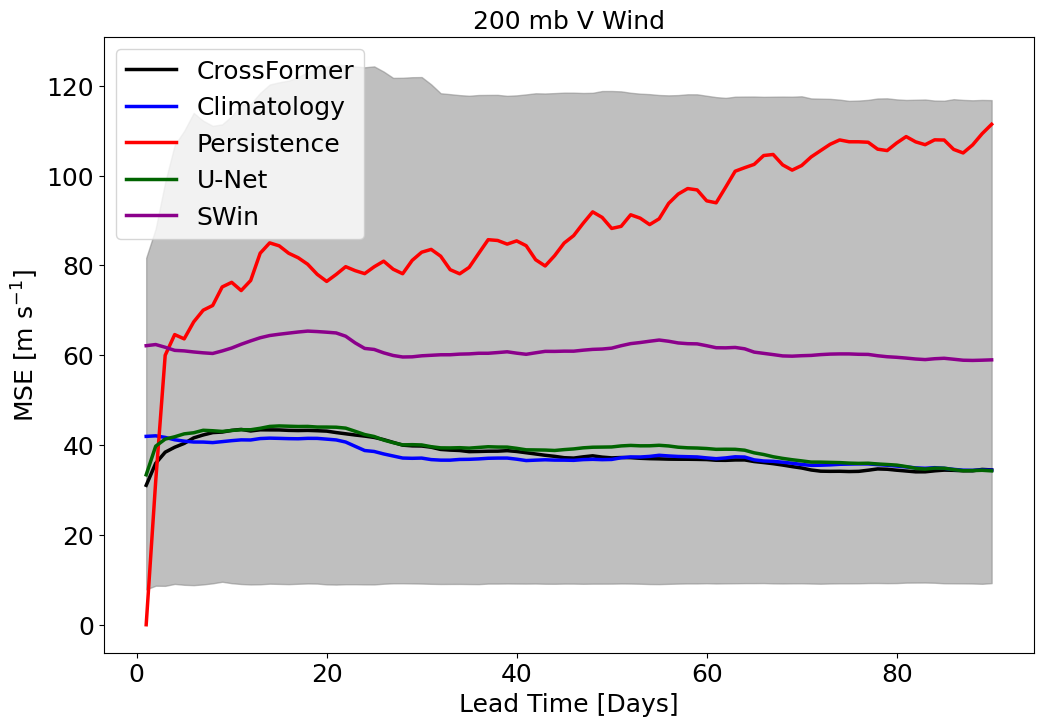 200 mb V Wind
CrossFormer
Climatology
Persistence
U-Net
SWin
MSE [m s⁻¹]
120
100
80
60
40
20
0
0 20 40 60 80
Lead Time [Days]